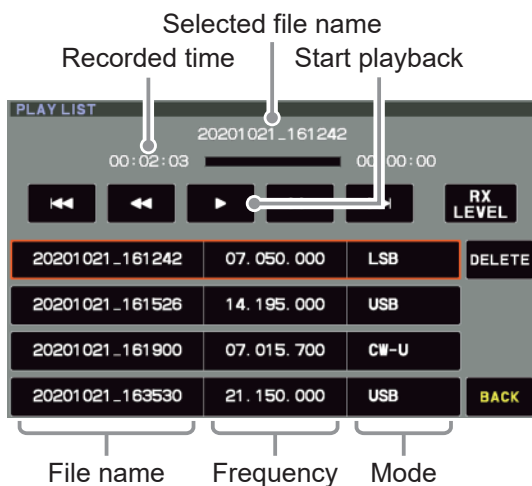 Selected file name
Recorded time Start playback
PLAY LIST
20201021_161242
00:02:03 00:00:00
RX
LEVEL
20201021_161242 07.050.000 LSB DELETE
20201021_161526 14.195.000 USB
20201021_161900 07.015.700 CW-U
20201021_163530 21.150.000 USB BACK
File name Frequency Mode